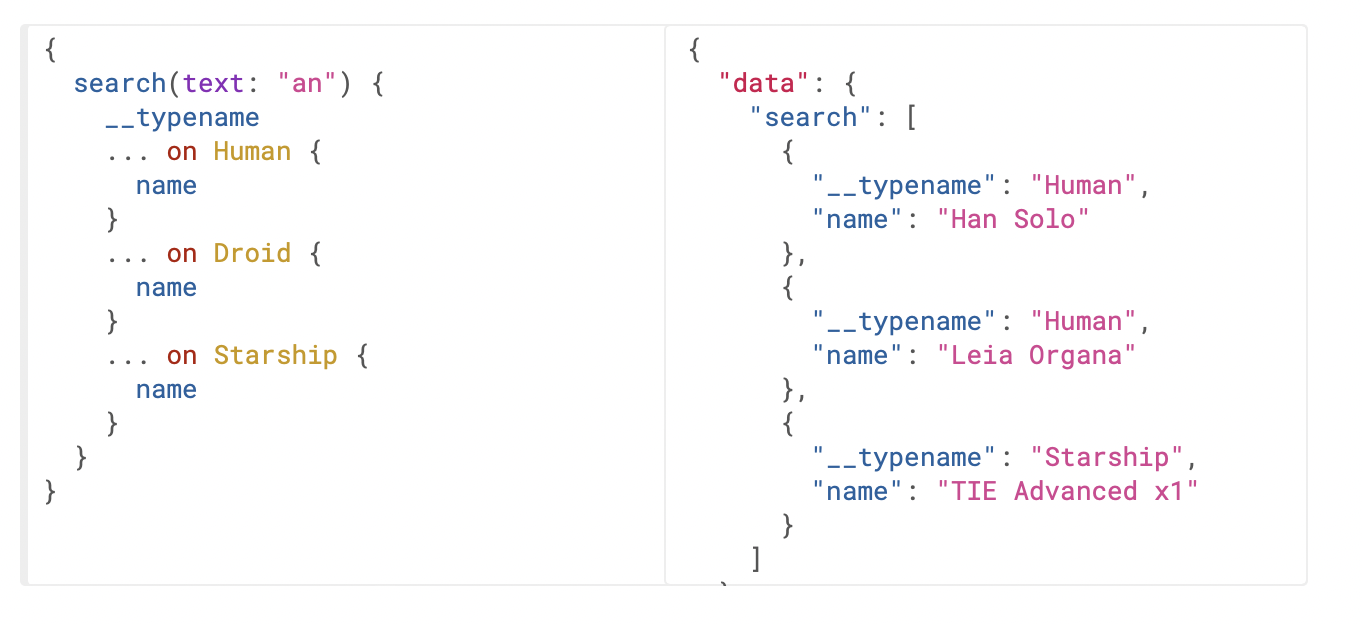 {
  search(text: "an") {
    __typename
    ... on Human {
      name
    }
    ... on Droid {
      name
    }
    ... on Starship {
      name
    }
  }
}
{
  "data": {
    "search": [
      {
        "__typename": "Human",
        "name": "Han Solo"
      },
      {
        "__typename": "Human",
        "name": "Leia Organa"
      },
      {
        "__typename": "Starship",
        "name": "TIE Advanced x1"
      }
    ]